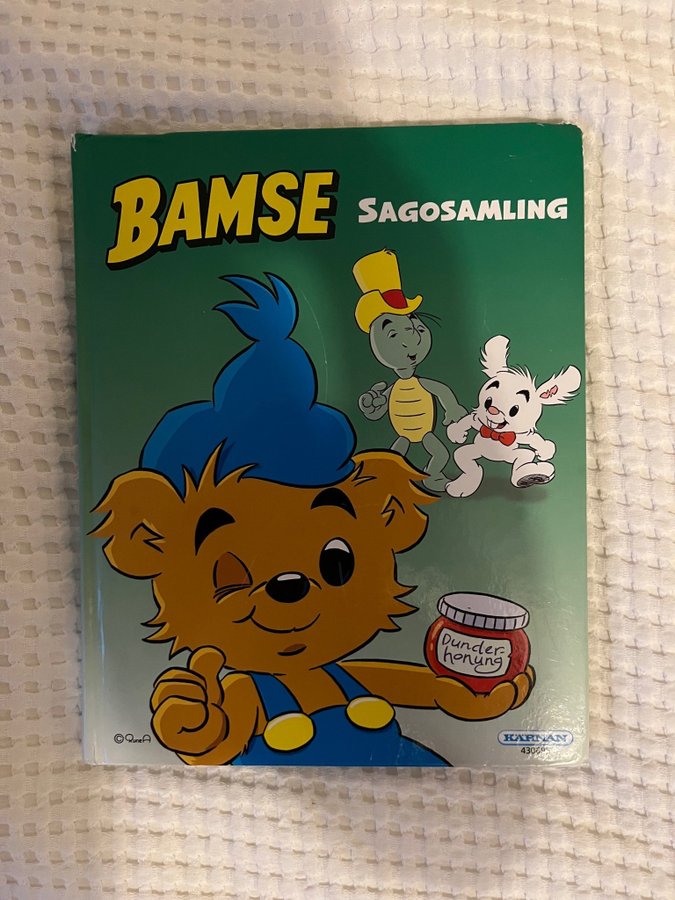 BAMSE SAGOSAMLING
Dunder-
honung
© RuneA
KÄRNAN